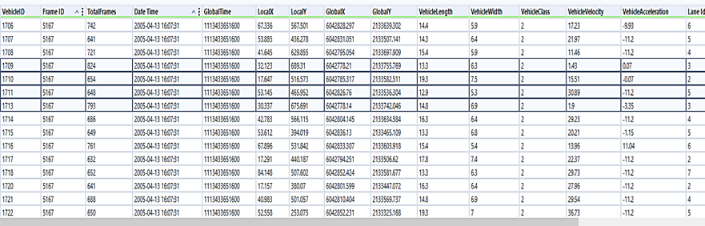 VehicleID Frame ID TotalFrames Date Time GlobalTime LocalX LocalY GlobalX GlobalY VehicleLength VehicleWidth VehicleClass VehicleVelocity VehicleAcceleration Lane Id
1706 5167 742 2005-04-13 16:07:31 1113433651600 67.336 567.501 6042828.297 2133639.302 14.4 5.9 2 17.23 -9.93 6
1707 5167 641 2005-04-13 16:07:31 1113433651600 53.885 436.278 6042831.051 2133507.141 14.3 6.4 2 21.97 -11.2 5
1708 5167 721 2005-04-13 16:07:31 1113433651600 41.645 629.855 6042795.054 2133697.809 15.4 5.9 2 11.46 -11.2 4
1709 5167 824 2005-04-13 16:07:31 1113433651600 32.123 689.31 6042778.21 2133755.769 13.3 6.3 2 1.43 0.07 3
1710 5167 654 2005-04-13 16:07:31 1113433651600 17.647 516.573 6042785.317 2133582.511 19.3 7.5 2 15.51 -0.07 2
1711 5167 648 2005-04-13 16:07:31 1113433651600 53.145 465.952 6042826.76 2133536.304 12.9 5.3 2 30.89 -11.2 5
1713 5167 793 2005-04-13 16:07:31 1113433651600 30.337 675.691 6042778.14 2133742.046 14.8 6.9 2 1.9 -3.35 3
1714 5167 686 2005-04-13 16:07:31 1113433651600 42.783 566.115 6042804.145 2133634.584 16.3 6.4 2 29.23 -11.2 4
1715 5167 649 2005-04-13 16:07:31 1113433651600 53.612 394.019 6042836.13 2133465.109 13.3 6.8 2 20.21 -1.15 5
1716 5167 761 2005-04-13 16:07:31 1113433651600 67.896 531.842 6042833.307 2133603.918 15.4 5.4 2 13.96 11.04 6
1717 5167 632 2005-04-13 16:07:31 1113433651600 17.291 440.187 6042794.251 2133506.62 17.8 7.4 2 22.37 -11.2 2
1718 5167 652 2005-04-13 16:07:31 1113433651600 84.148 507.602 6042852.424 2133581.677 13.3 6.3 2 29.73 -11.2 7
1720 5167 641 2005-04-13 16:07:31 1113433651600 17.157 380.07 6042801.599 2133447.072 16.3 6.4 2 27.96 -11.2 2
1721 5167 688 2005-04-13 16:07:31 1113433651600 40.983 501.057 6042810.404 2133569.737 14.8 6.9 2 29.54 -11.2 4
1722 5167 650 2005-04-13 16:07:31 1113433651600 52.558 253.075 6042852.231 2133325.168 19.3 7 2 36.73 -11.2 5